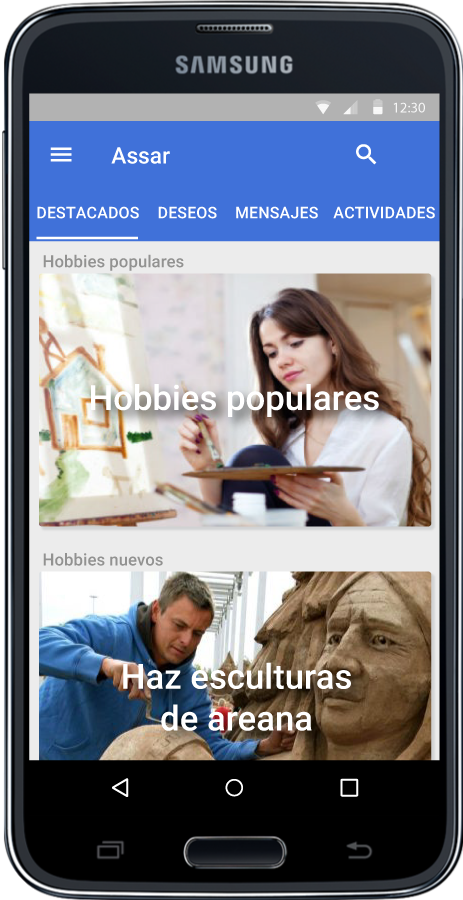 SAMSUNG
12:30
Assar
DESTACADOS DESEOS MENSAJES ACTIVIDADES
Hobbies populares
Hobbies populares
Hobbies nuevos
Haz esculturas
de areana